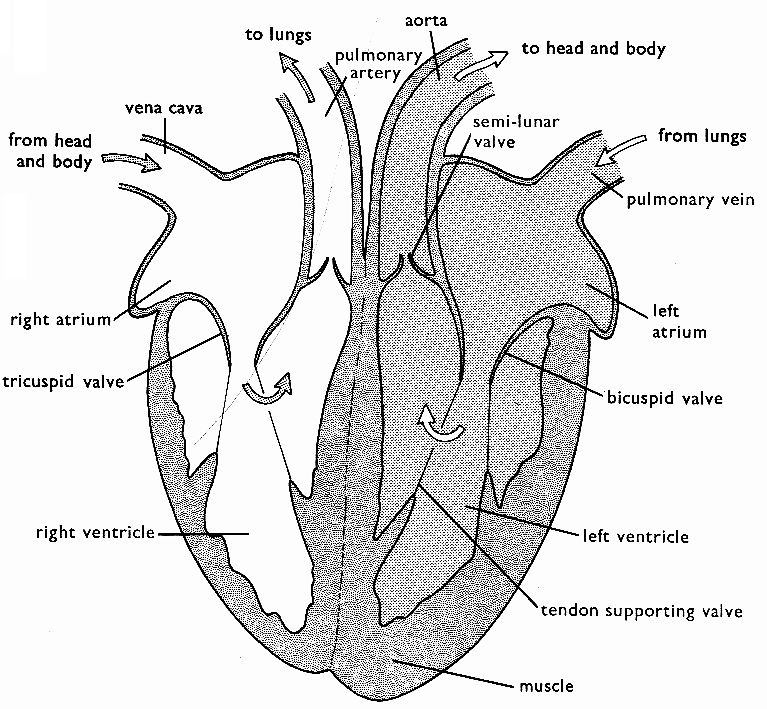 aorta
to lungs
to head and body
pulmonary
artery
vena cava
semi-lunar
valve
from head
and body
from lungs
pulmonary vein
right atrium
left
atrium
tricuspid valve
bicuspid valve
right ventricle
left ventricle
tendon supporting valve
muscle